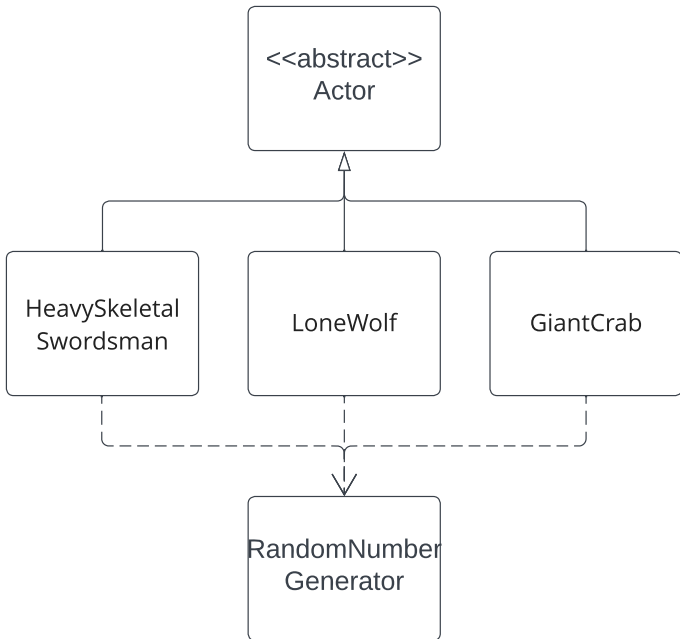 <<abstract>>
Actor
HeavySkeletal
Swordsman
LoneWolf
GiantCrab
RandomNumber
Generator